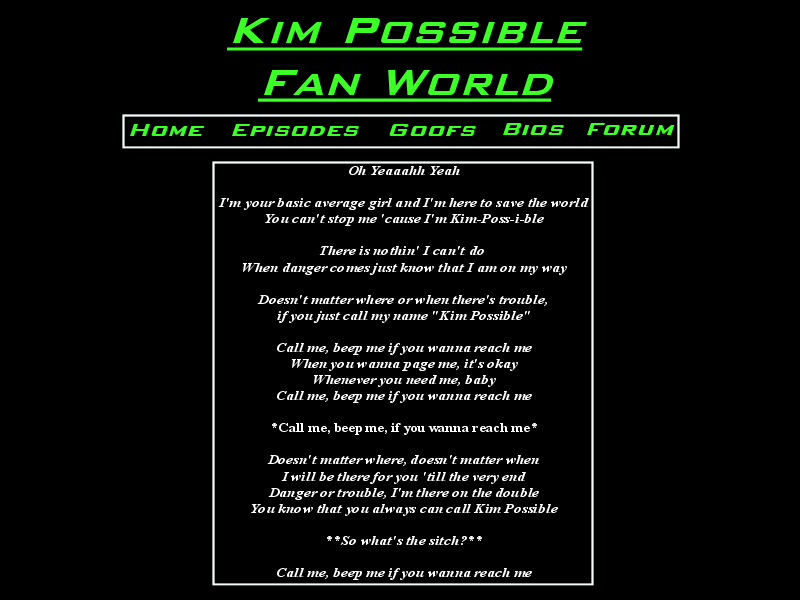 Kim Possible
Fan World
Home Episodes Goofs Bios Forum
Oh Yeaaahh Yeah
I'm your basic average girl and I'm here to save the world
You can't stop me 'cause I'm Kim-Poss-i-ble
There is nothin' I can't do
When danger comes just know that I am on my way
Doesn't matter where or when there's trouble,
if you just call my name "Kim Possible"
Call me, beep me if you wanna reach me
When you wanna page me, it's okay
Whenever you need me, baby
Call me, beep me if you wanna reach me
*Call me, beep me, if you wanna reach me*
Doesn't matter where, doesn't matter when
I will be there for you 'till the very end
Danger or trouble, I'm there on the double
You know that you always can call Kim Possible
**So what's the sitch?**
Call me, beep me if you wanna reach me